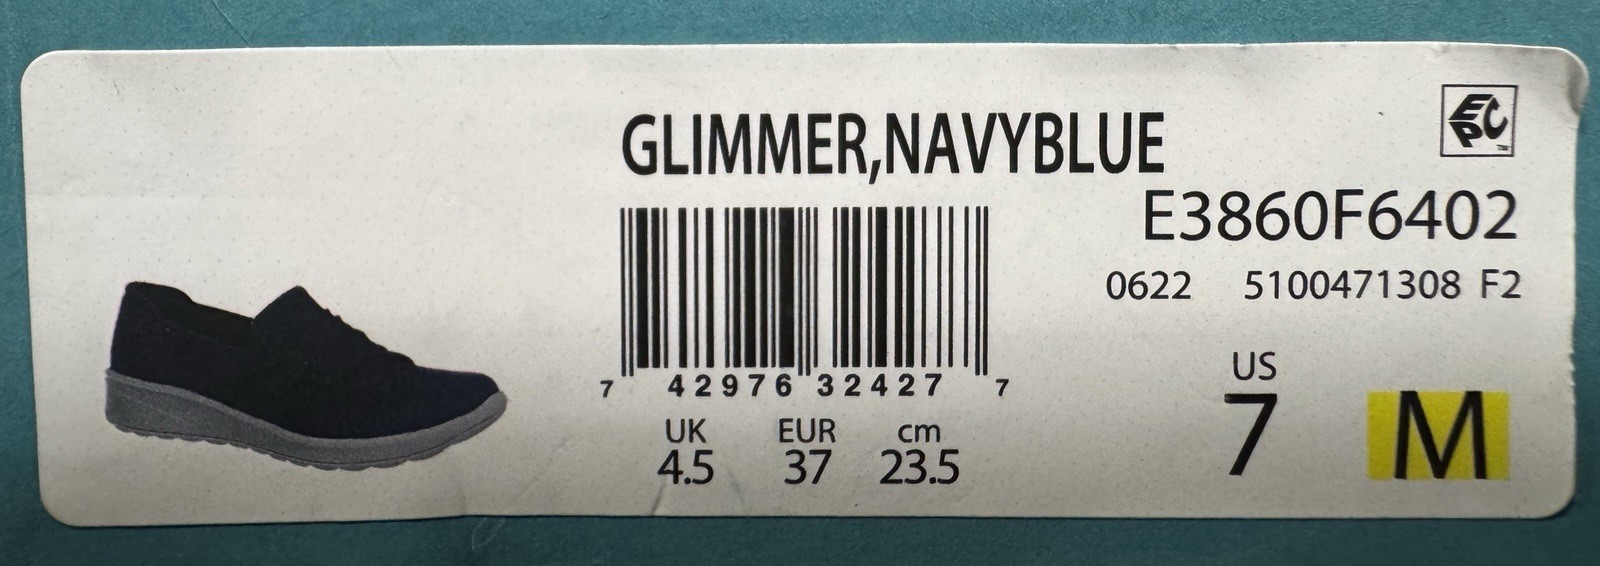 GLIMMER,NAVYBLUE
EPC
E3860F6402
0622 5100471308 F2
7 42976 32427 7
UK EUR cm
4.5 37 23.5
US
7 M